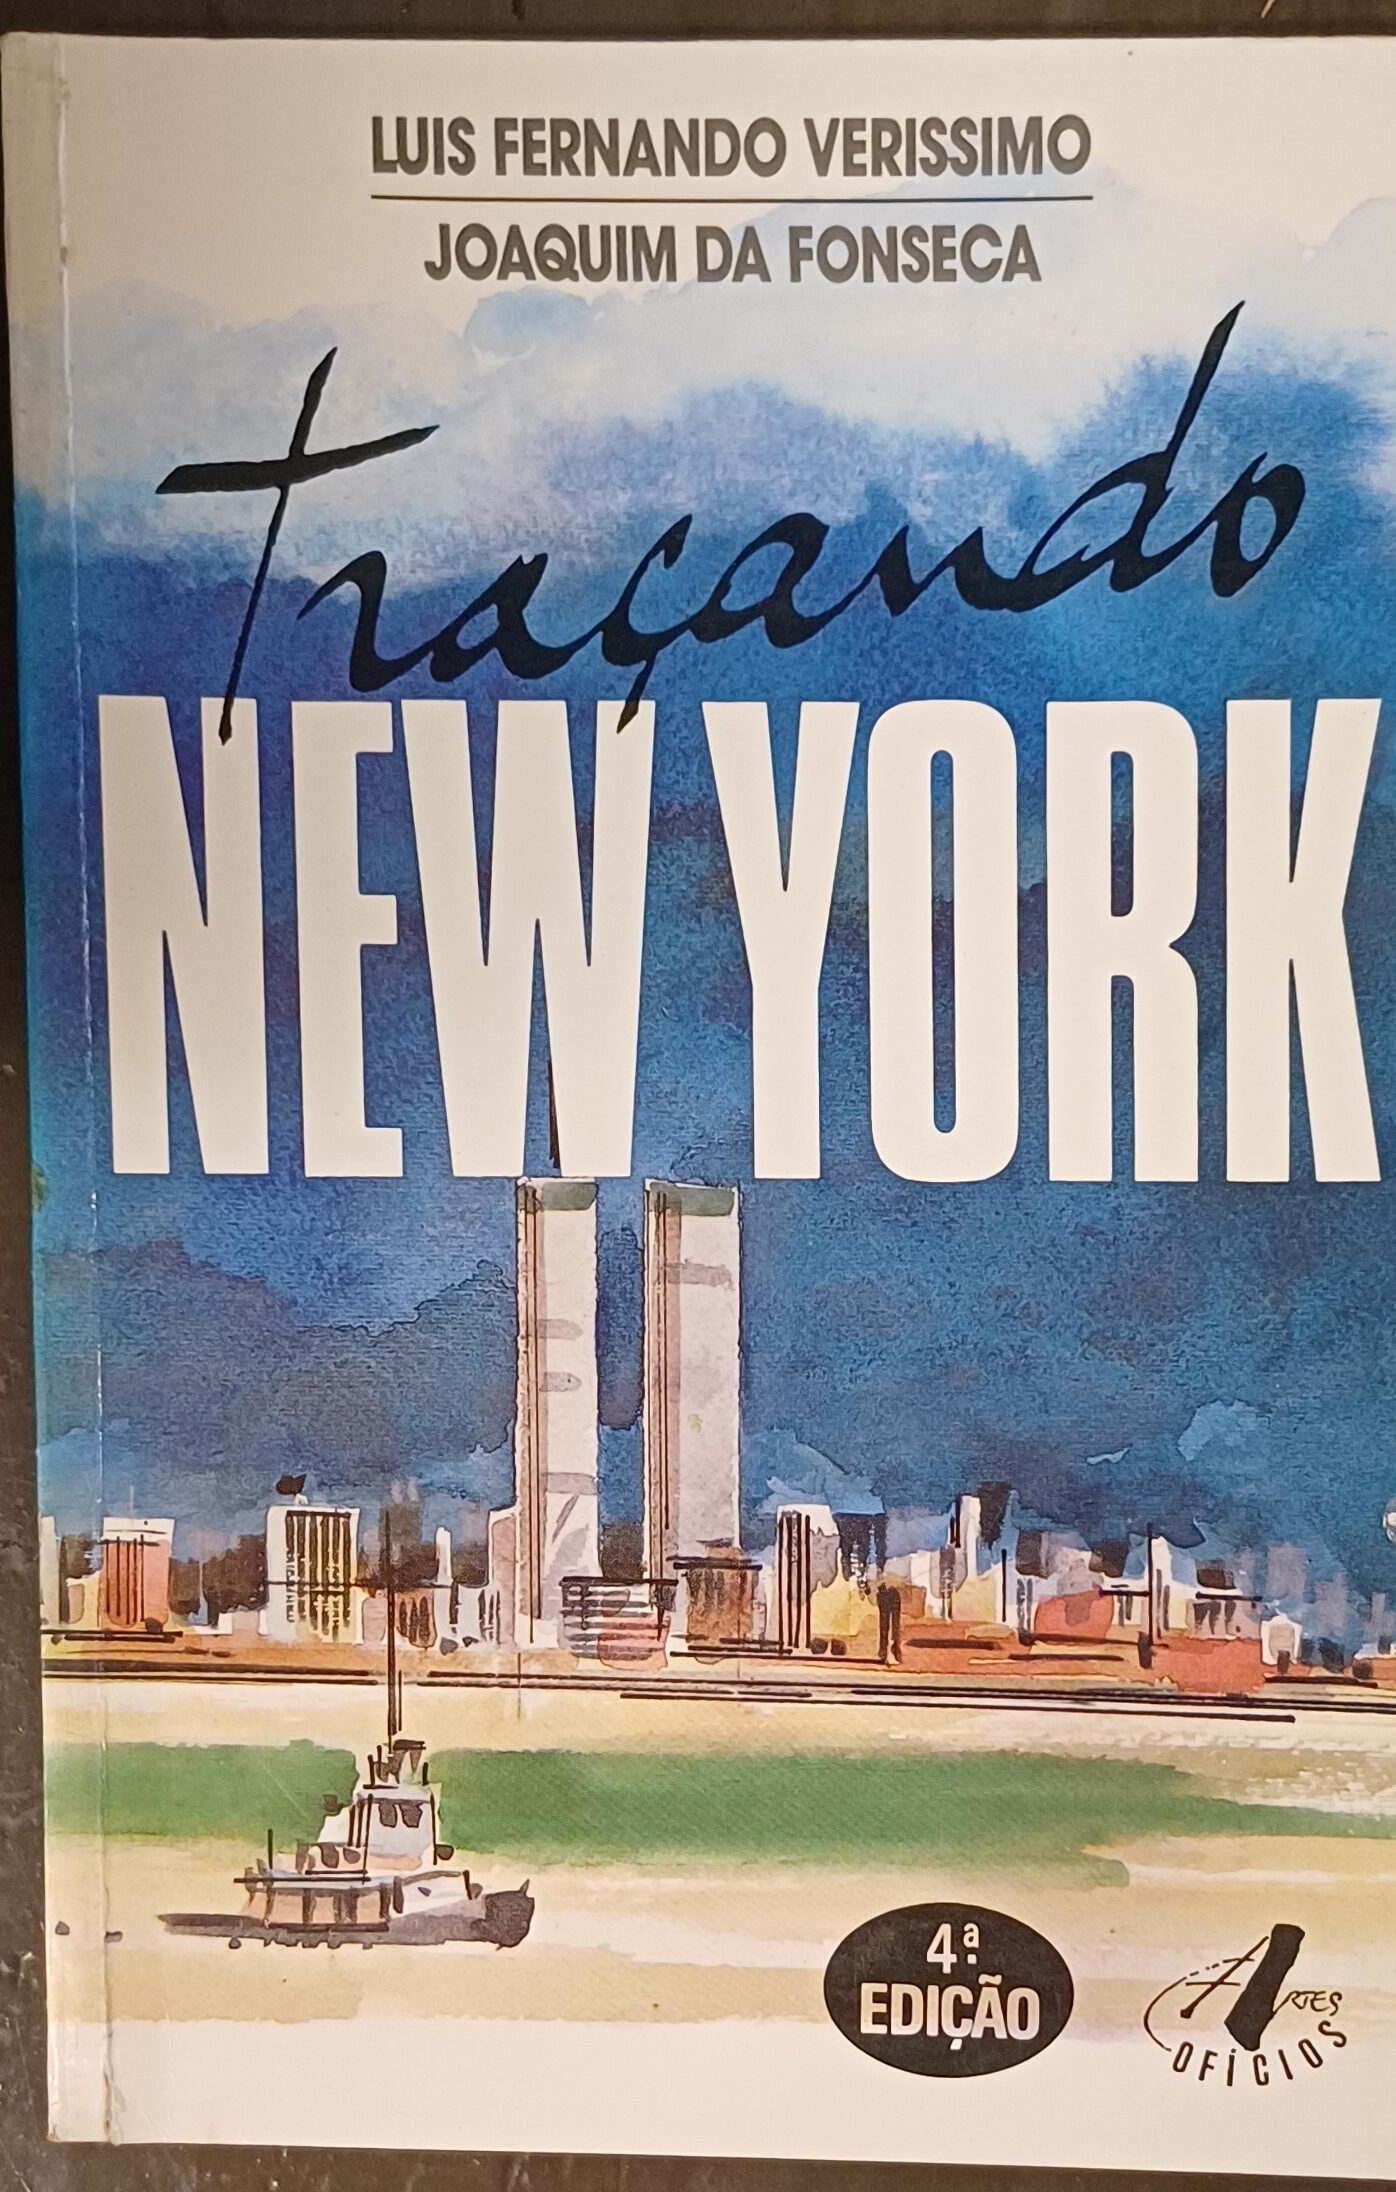 LUIS FERNANDO VERISSIMO
JOAQUIM DA FONSECA
Traçando
NEW YORK
4ª.
EDIÇÃO
ARTES
OFÍCIOS